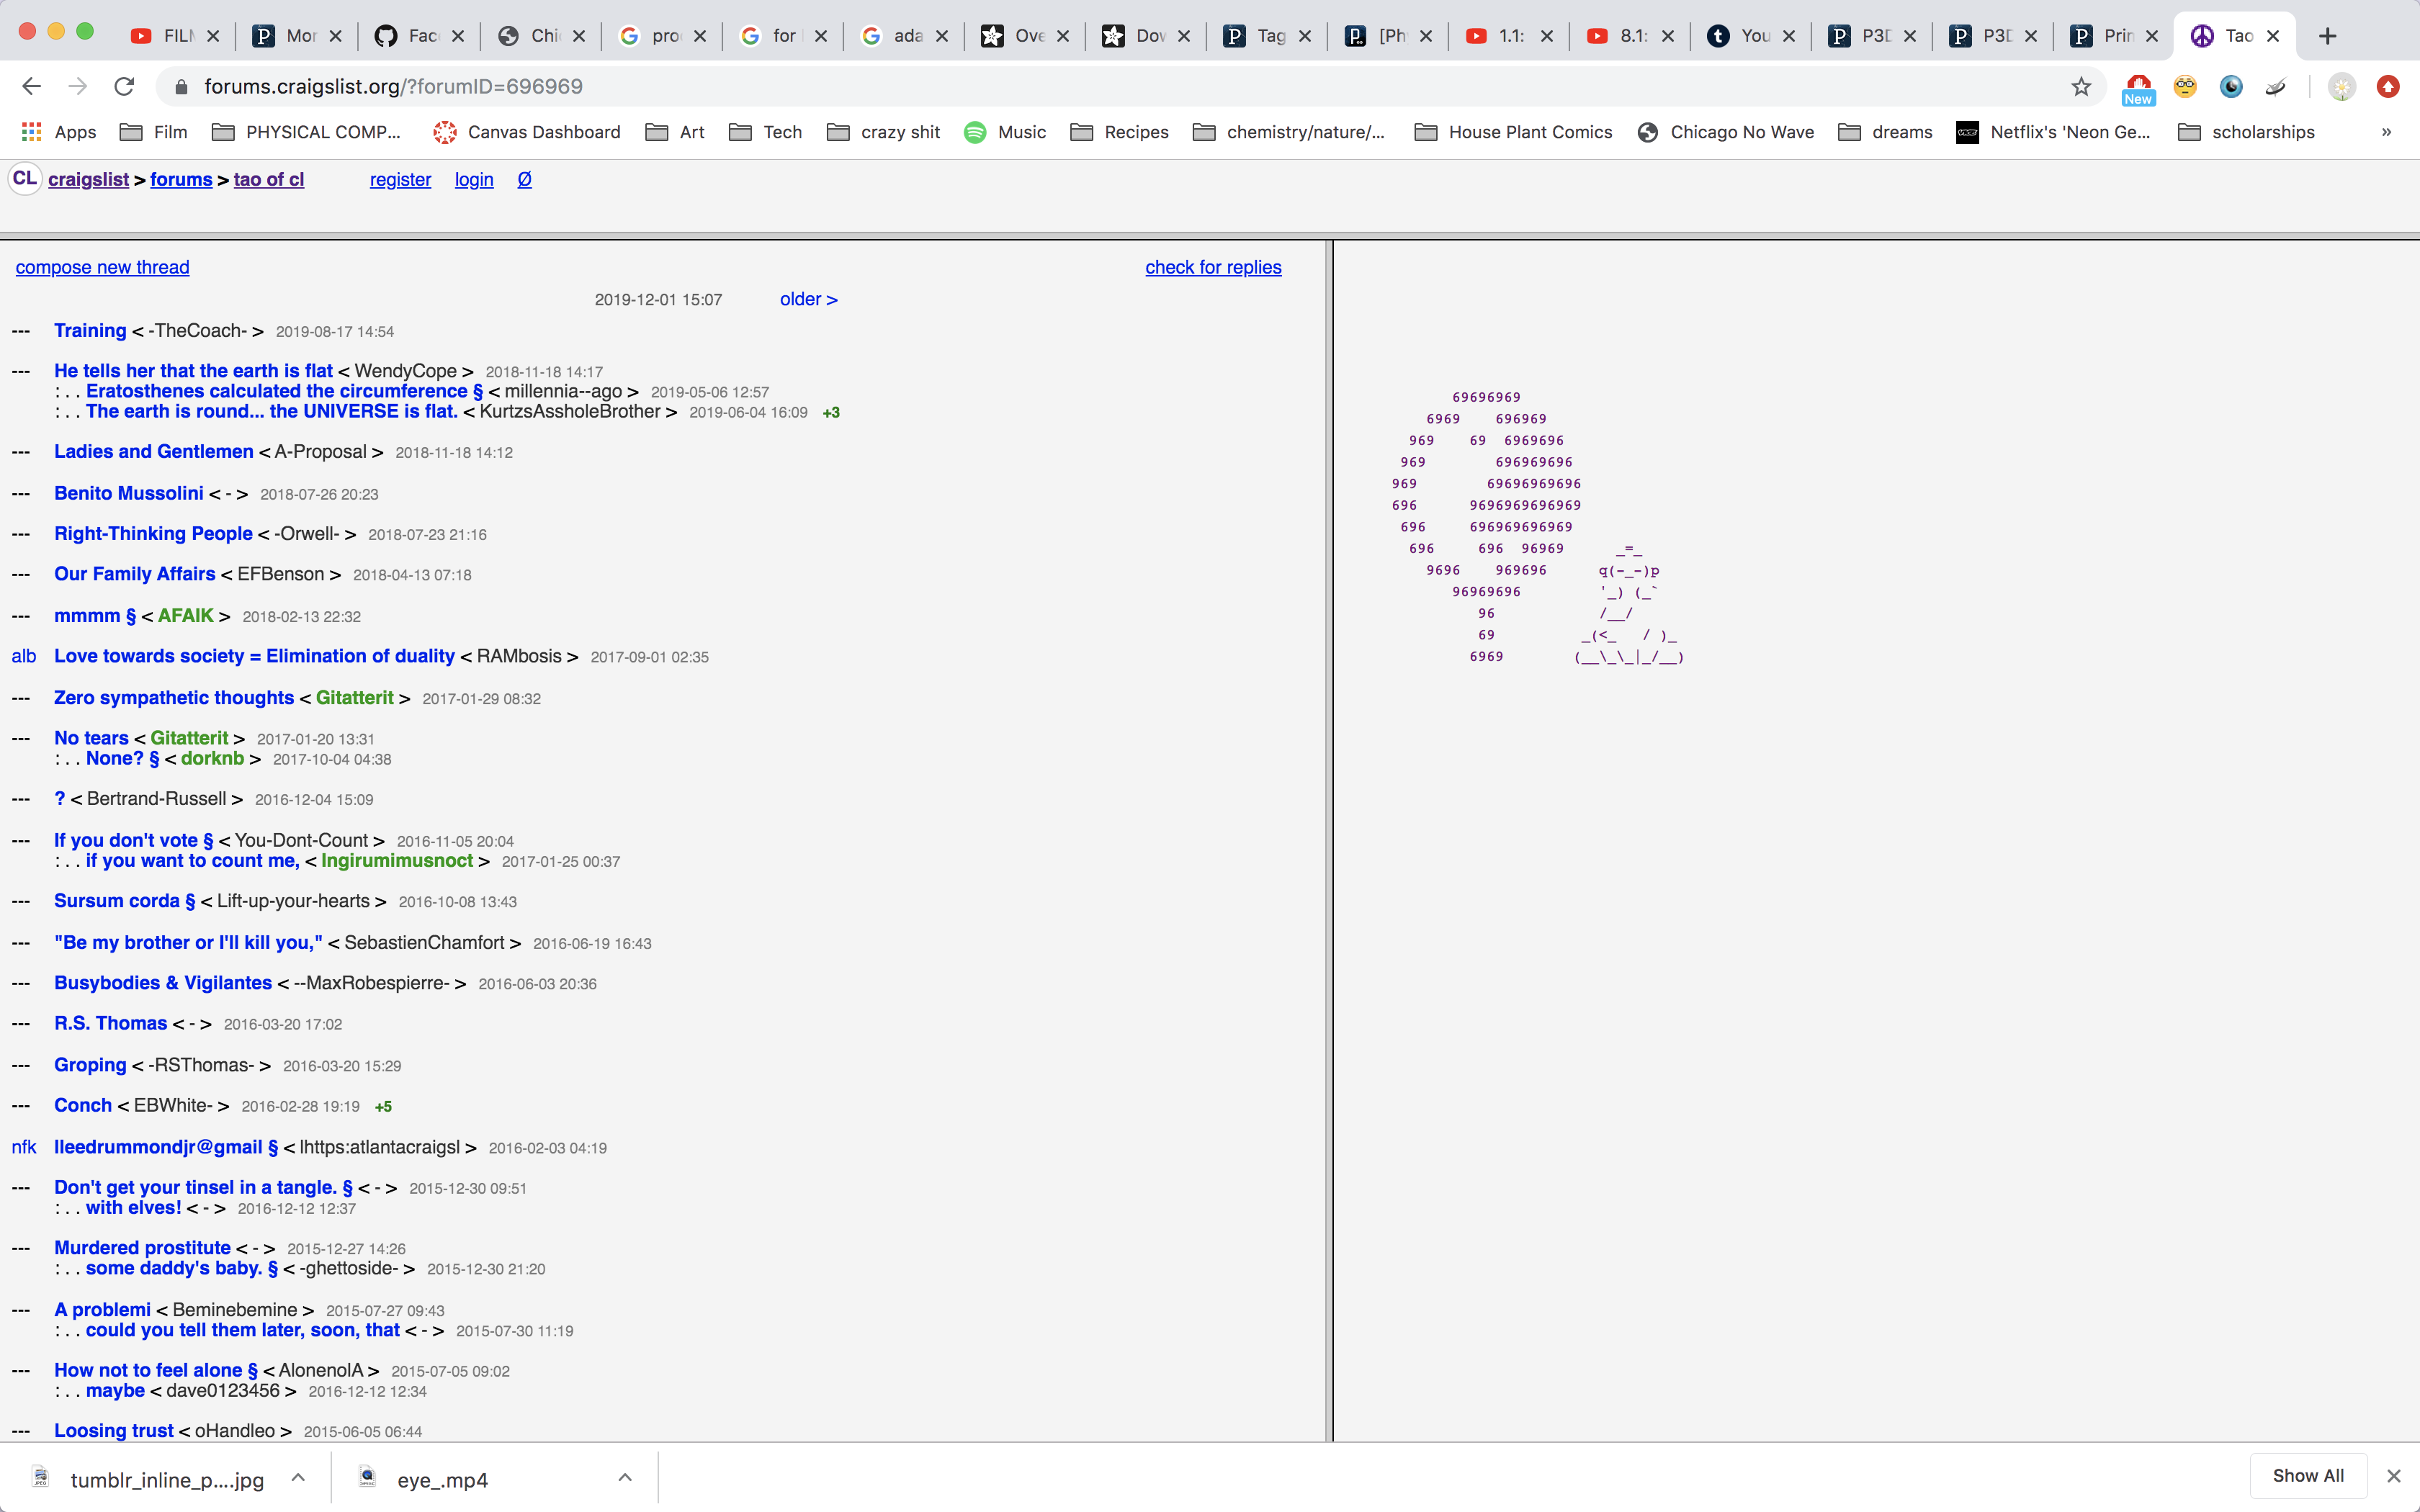 FILM Mor Fac Chi pro for ada Ove Dov Tag [Ph 1.1: 8.1: You P3D P3D Prin Tao
forums.craigslist.org/?forumID=696969
New
Apps Film PHYSICAL COMP... Canvas Dashboard Art Tech crazy shit Music Recipes chemistry/nature/... House Plant Comics Chicago No Wave dreams Netflix's 'Neon Ge... scholarships »
CL craigslist > forums > tao of cl register login Ø
compose new thread check for replies
2019-12-01 15:07 older >
--- Training < -TheCoach- > 2019-08-17 14:54
--- He tells her that the earth is flat < WendyCope > 2018-11-18 14:17
: . . Eratosthenes calculated the circumference § < millennia--ago > 2019-05-06 12:57
: . . The earth is round... the UNIVERSE is flat. < KurtzsAssholeBrother > 2019-06-04 16:09 +3
--- Ladies and Gentlemen < A-Proposal > 2018-11-18 14:12
--- Benito Mussolini < - > 2018-07-26 20:23
--- Right-Thinking People < -Orwell- > 2018-07-23 21:16
--- Our Family Affairs < EFBenson > 2018-04-13 07:18
--- mmmm § < AFAIK > 2018-02-13 22:32
alb Love towards society = Elimination of duality < RAMbosis > 2017-09-01 02:35
--- Zero sympathetic thoughts < Gitatterit > 2017-01-29 08:32
--- No tears < Gitatterit > 2017-01-20 13:31
: . . None? § < dorknb > 2017-10-04 04:38
--- ? < Bertrand-Russell > 2016-12-04 15:09
--- If you don't vote § < You-Dont-Count > 2016-11-05 20:04
: . . if you want to count me, < Ingirumimusnoct > 2017-01-25 00:37
--- Sursum corda § < Lift-up-your-hearts > 2016-10-08 13:43
--- "Be my brother or I'll kill you," < SebastienChamfort > 2016-06-19 16:43
--- Busybodies & Vigilantes < --MaxRobespierre- > 2016-06-03 20:36
--- R.S. Thomas < - > 2016-03-20 17:02
--- Groping < -RSThomas- > 2016-03-20 15:29
--- Conch < EBWhite- > 2016-02-28 19:19 +5
nfk lleedrummondjr@gmail § < lhttps:atlantacraigsl > 2016-02-03 04:19
--- Don't get your tinsel in a tangle. § < - > 2015-12-30 09:51
: . . with elves! < - > 2016-12-12 12:37
--- Murdered prostitute < - > 2015-12-27 14:26
: . . some daddy's baby. § < -ghettoside- > 2015-12-30 21:20
--- A problemi < Beminebemine > 2015-07-27 09:43
: . . could you tell them later, soon, that < - > 2015-07-30 11:19
--- How not to feel alone § < AlonenolA > 2015-07-05 09:02
: . . maybe < dave0123456 > 2016-12-12 12:34
--- Loosing trust < oHandleo > 2015-06-05 06:44
69696969
6969 696969
969 69 6969696
969 696969696
969 69696969696
696 9696969696969
696 696969696969
696 696 96969 _=_
9696 969696 q(-_-)p
96969696 '_) (_`
96 /__/
69 _(<_ / )_
6969 (__\_\_|_/__)
tumblr_inline_p....jpg eye_.mp4 Show All